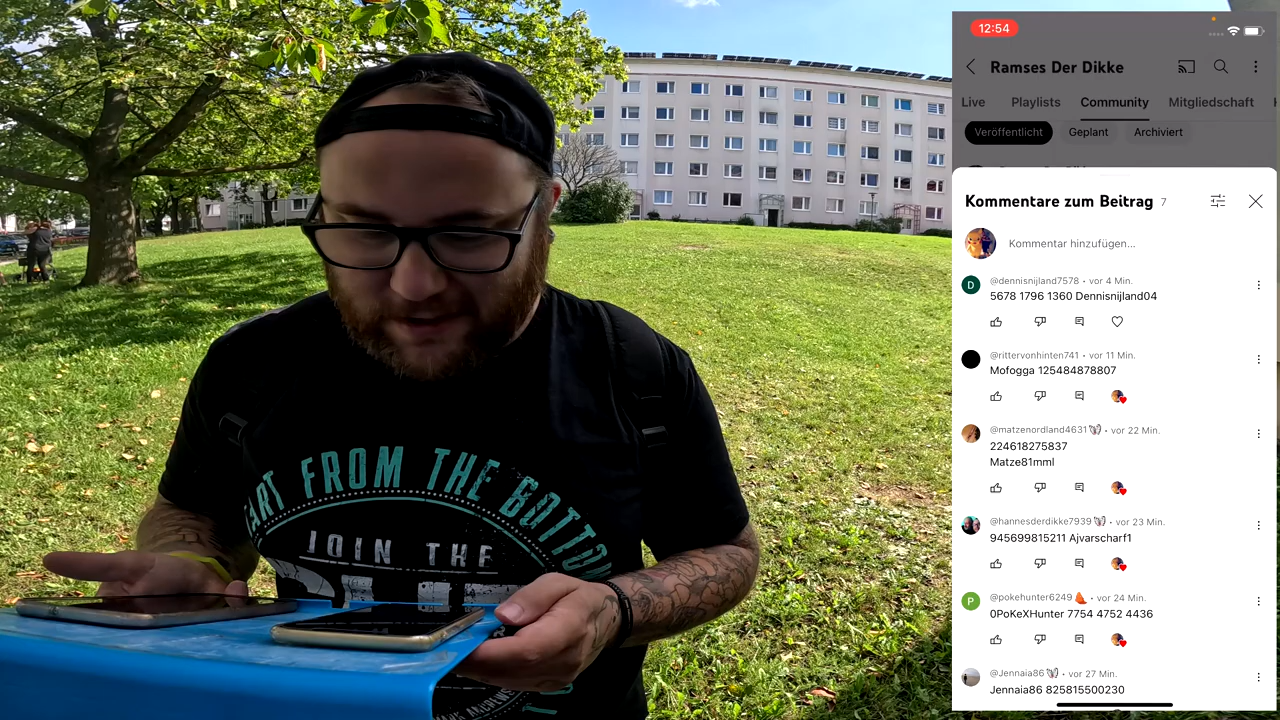 12:54
Ramses Der Dikke
Live Playlists Community Mitgliedschaft
Veröffentlicht Geplant Archiviert
Kommentare zum Beitrag 7
Kommentar hinzufügen...
@dennisnijland7578 • vor 4 Min.
5678 1796 1360 Dennisnijland04
@rittervonhinten741 • vor 11 Min.
Mofogga 125484878807
@matzenordland4631 • vor 22 Min.
224618275837
Matze81mml
@hannesderdikke7939 • vor 23 Min.
945699815211 Ajvarscharf1
@pokehunter6249 • vor 24 Min.
0PoKeXHunter 7754 4752 4436
@Jennaia86 • vor 27 Min.
Jennaia86 825815500230
D
P
FROM THE BOTTOM
JOIN THE